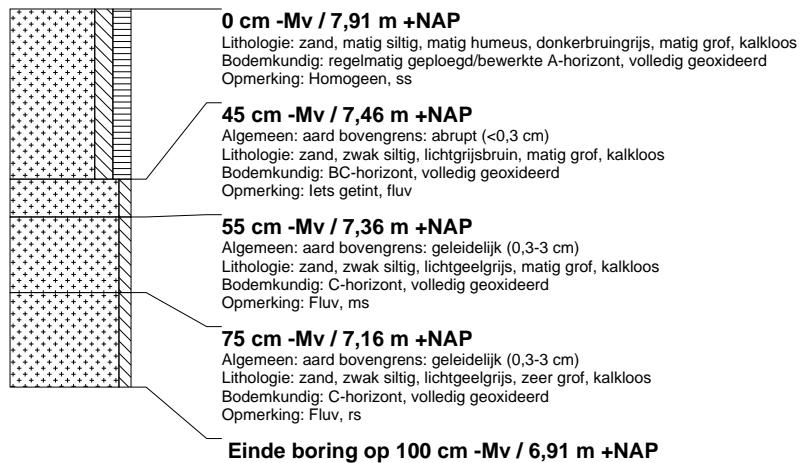 0 cm -Mv / 7,91 m +NAP
Lithologie: zand, matig siltig, matig humeus, donkerbruingrijs, matig grof, kalkloos
Bodemkundig: regelmatig geploegd/bewerkte A-horizont, volledig geoxideerd
Opmerking: Homogeen, ss
45 cm -Mv / 7,46 m +NAP
Algemeen: aard bovengrens: abrupt (<0,3 cm)
Lithologie: zand, zwak siltig, lichtgrijsbruin, matig grof, kalkloos
Bodemkundig: BC-horizont, volledig geoxideerd
Opmerking: Iets getint, fluv
55 cm -Mv / 7,36 m +NAP
Algemeen: aard bovengrens: geleidelijk (0,3-3 cm)
Lithologie: zand, zwak siltig, lichtgeelgrijs, matig grof, kalkloos
Bodemkundig: C-horizont, volledig geoxideerd
Opmerking: Fluv, ms
75 cm -Mv / 7,16 m +NAP
Algemeen: aard bovengrens: geleidelijk (0,3-3 cm)
Lithologie: zand, zwak siltig, lichtgeelgrijs, zeer grof, kalkloos
Bodemkundig: C-horizont, volledig geoxideerd
Opmerking: Fluv, rs
Einde boring op 100 cm -Mv / 6,91 m +NAP